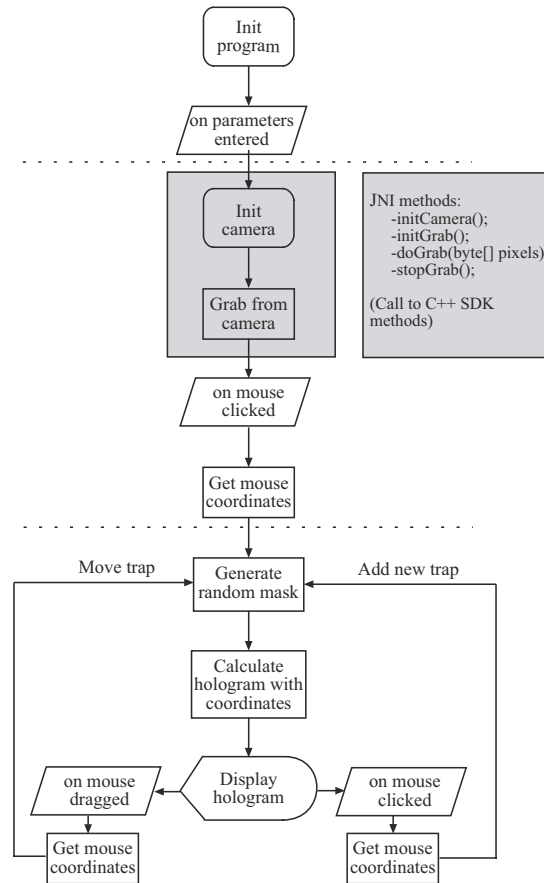 Init
program
on parameters
entered
Init
camera
Grab from
camera
JNI methods:
-initCamera();
-initGrab();
-doGrab(byte[] pixels)
-stopGrab();
(Call to C++ SDK
methods)
on mouse
clicked
Get mouse
coordinates
Move trap
Generate
random mask
Add new trap
Calculate
hologram with
coordinates
Display
hologram
on mouse
dragged
on mouse
clicked
Get mouse
coordinates
Get mouse
coordinates